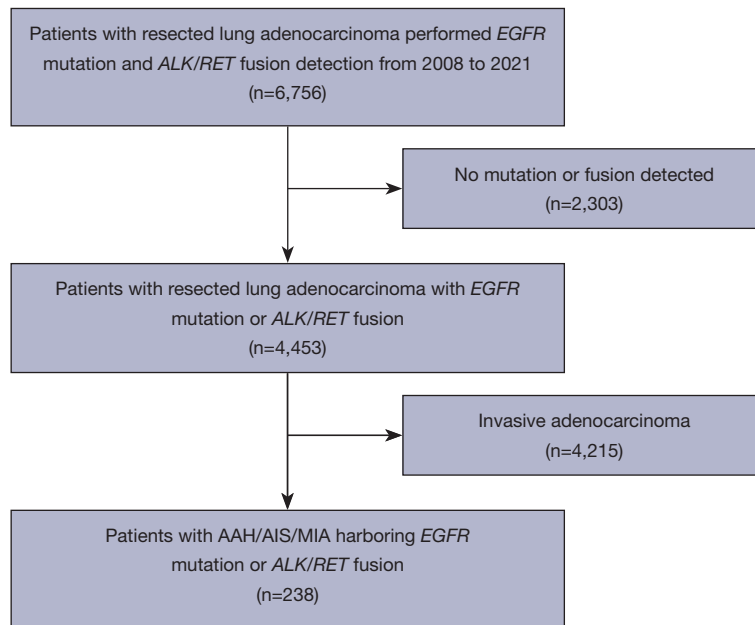 Patients with resected lung adenocarcinoma performed EGFR
mutation and ALK/RET fusion detection from 2008 to 2021
(n=6,756)
No mutation or fusion detected
(n=2,303)
Patients with resected lung adenocarcinoma with EGFR
mutation or ALK/RET fusion
(n=4,453)
Invasive adenocarcinoma
(n=4,215)
Patients with AAH/AIS/MIA harboring EGFR
mutation or ALK/RET fusion
(n=238)